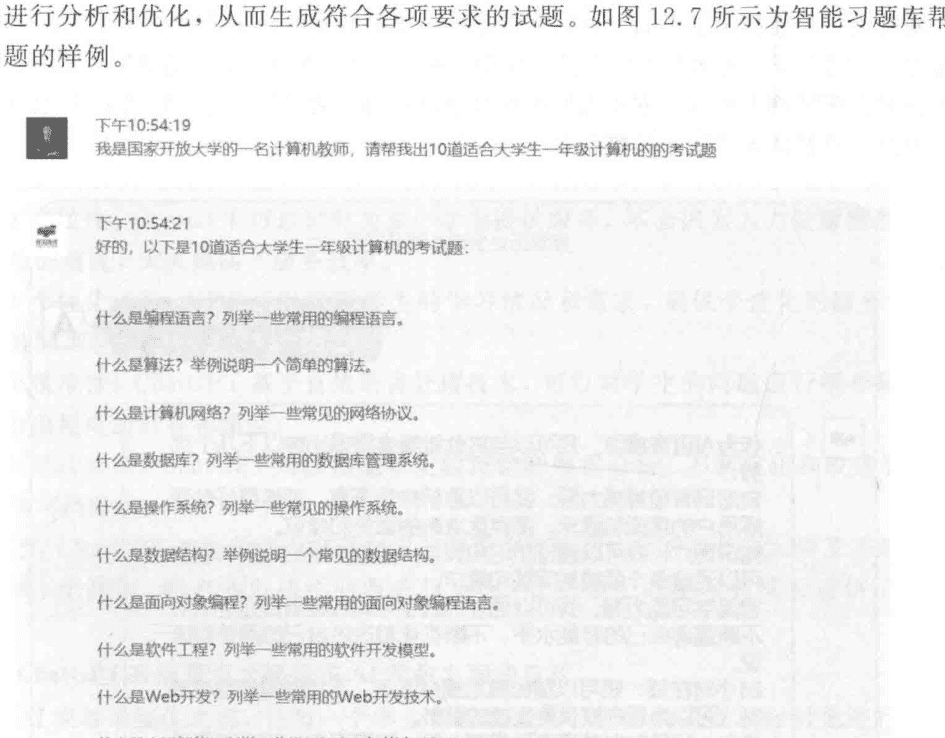 进行分析和优化，从而生成符合各项要求的试题。如图 12.7 所示为智能习题库帮
题的样例。
下午10:54:19
我是国家开放大学的一名计算机教师，请帮我出10道适合大学生一年级计算机的的考试题
下午10:54:21
好的，以下是10道适合大学生一年级计算机的考试题：
什么是编程语言？列举一些常用的编程语言。
什么是算法？举例说明一个简单的算法。
什么是计算机网络？列举一些常见的网络协议。
什么是数据库？列举一些常用的数据库管理系统。
什么是操作系统？列举一些常见的操作系统。
什么是数据结构？举例说明一个常见的数据结构。
什么是面向对象编程？列举一些常用的面向对象编程语言。
什么是软件工程？列举一些常用的软件开发模型。
什么是Web开发？列举一些常用的Web开发技术。